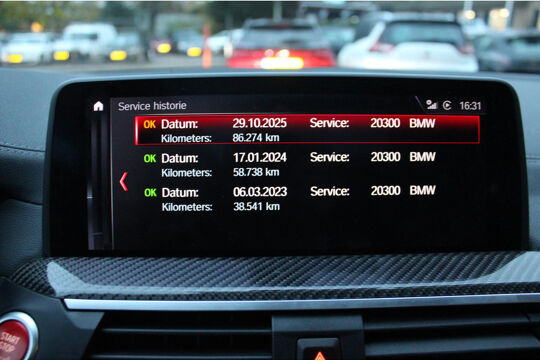 Service historie
16:31
OK Datum: 29.10.2025 Service: 20300 BMW
Kilometers: 86.274 km
OK Datum: 17.01.2024 Service: 20300 BMW
Kilometers: 58.738 km
OK Datum: 06.03.2023 Service: 20300 BMW
Kilometers: 38.541 km
START
STOP